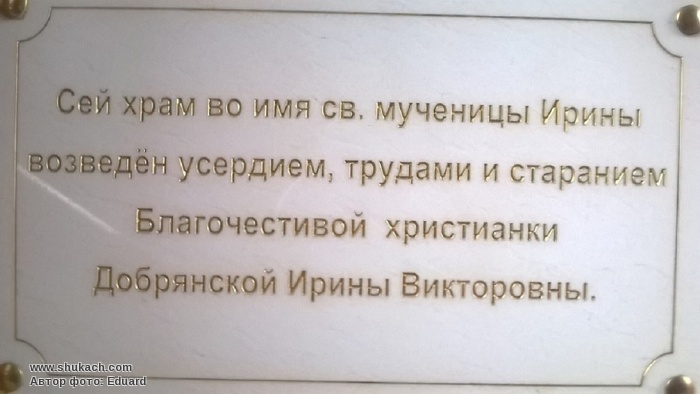 Сей храм во имя св. мученицы Ирины
возведён усердием, трудами и старанием
Благочестивой христианки
Добрянской Ирины Викторовны.
www.shukach.com
Автор фото: Eduard